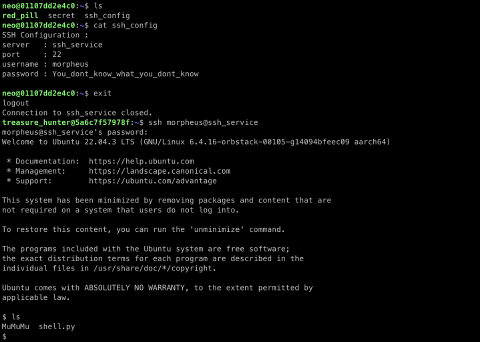 neo@01107dd2e4c0:~$ ls
red_pill  secret  ssh_config
neo@01107dd2e4c0:~$ cat ssh_config
SSH Configuration :
server   : ssh_service
port     : 22
username : morpheus
password : You_dont_know_what_you_dont_know

neo@01107dd2e4c0:~$ exit
logout
Connection to ssh_service closed.
treasure_hunter@5a6c7f57978f:~$ ssh morpheus@ssh_service
morpheus@ssh_service's password:
Welcome to Ubuntu 22.04.3 LTS (GNU/Linux 6.4.16-orbstack-00105-g14094bfeec09 aarch64)

 * Documentation:  https://help.ubuntu.com
 * Management:     https://landscape.canonical.com
 * Support:        https://ubuntu.com/advantage

This system has been minimized by removing packages and content that are
not required on a system that users do not log into.

To restore this content, you can run the 'unminimize' command.

The programs included with the Ubuntu system are free software;
the exact distribution terms for each program are described in the
individual files in /usr/share/doc/*/copyright.

Ubuntu comes with ABSOLUTELY NO WARRANTY, to the extent permitted by
applicable law.

$ ls
MuMuMu  shell.py
$